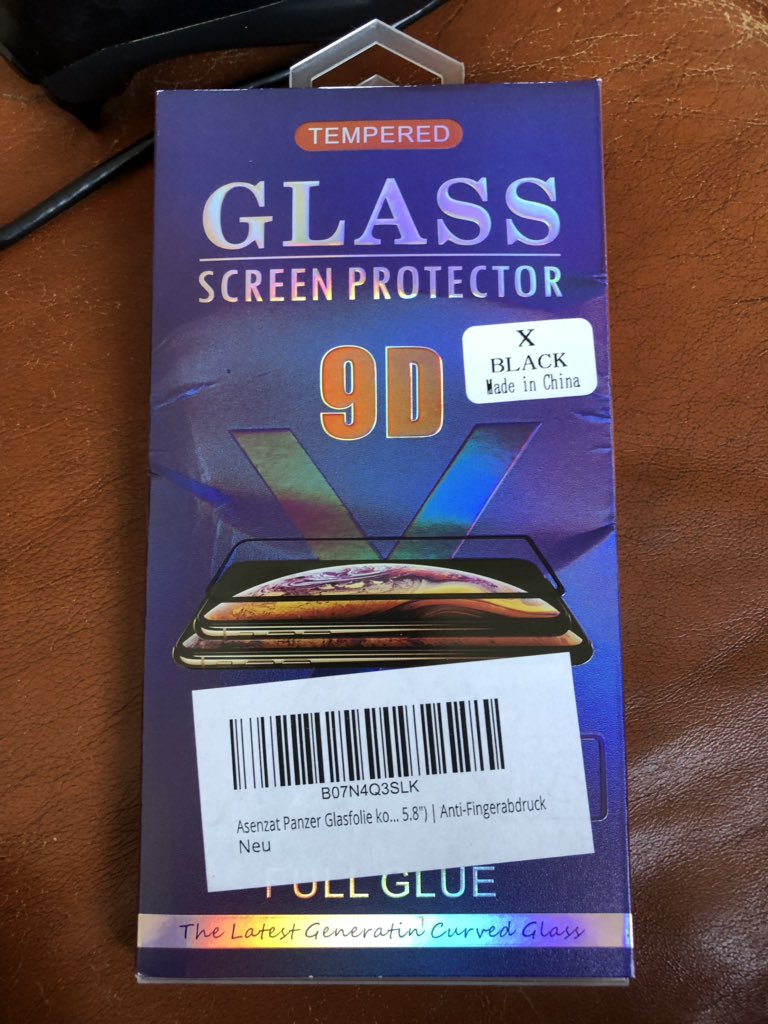 TEMPERED
GLASS
SCREEN PROTECTOR
9D
X
BLACK
Made in China
B07N4Q3SLK
Asenzat Panzer Glasfolie ko... 5.8") | Anti-Fingerabdruck
Neu
FULL GLUE
The Latest Generatin Curved Glass